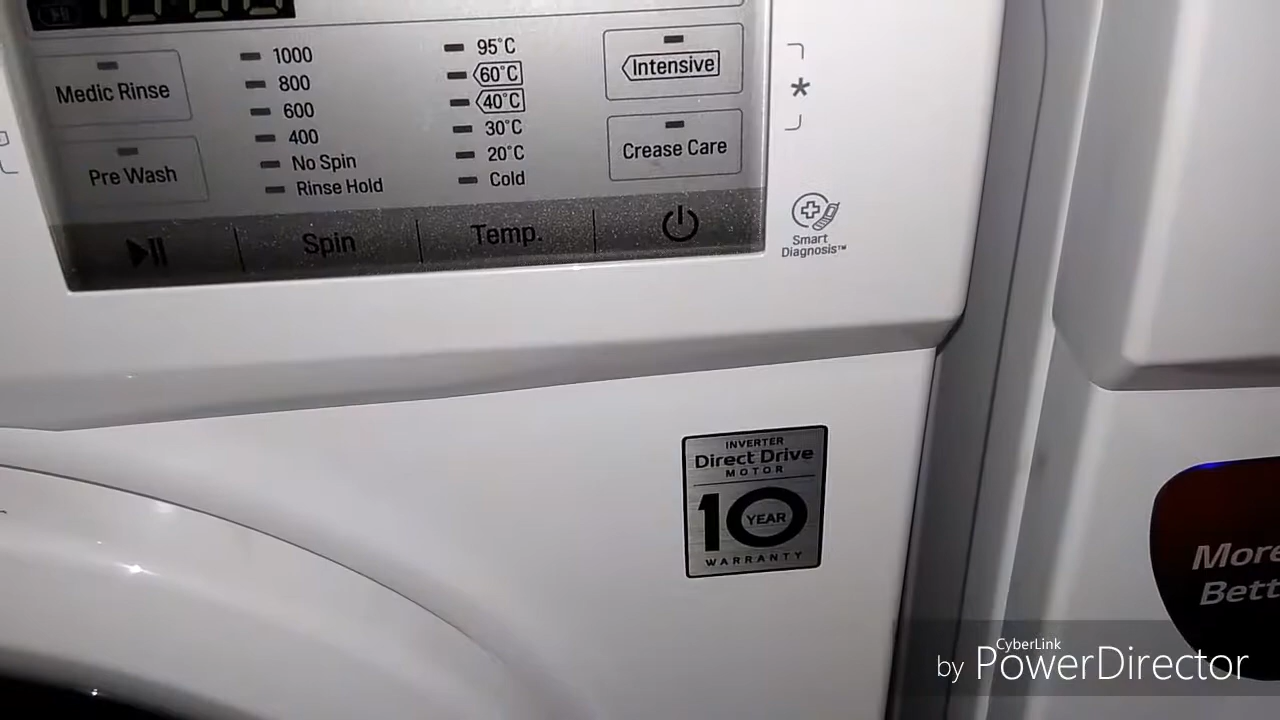 Medic Rinse
Pre Wash
1000
800
600
400
No Spin
Rinse Hold
95°C
60°C
40°C
30°C
20°C
Cold
Intensive
Crease Care
*
Spin
Temp.
Smart
Diagnosis™
INVERTER
Direct Drive
MOTOR
10
YEAR
WARRANTY
More
CyberLink
by PowerDirector